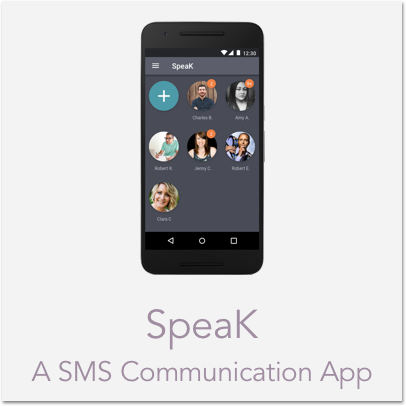 12:30
SpeaK
Charles B.
Amy A.
Robert R.
Jenny C.
Robert E.
Clara C.
SpeaK
A SMS Communication App